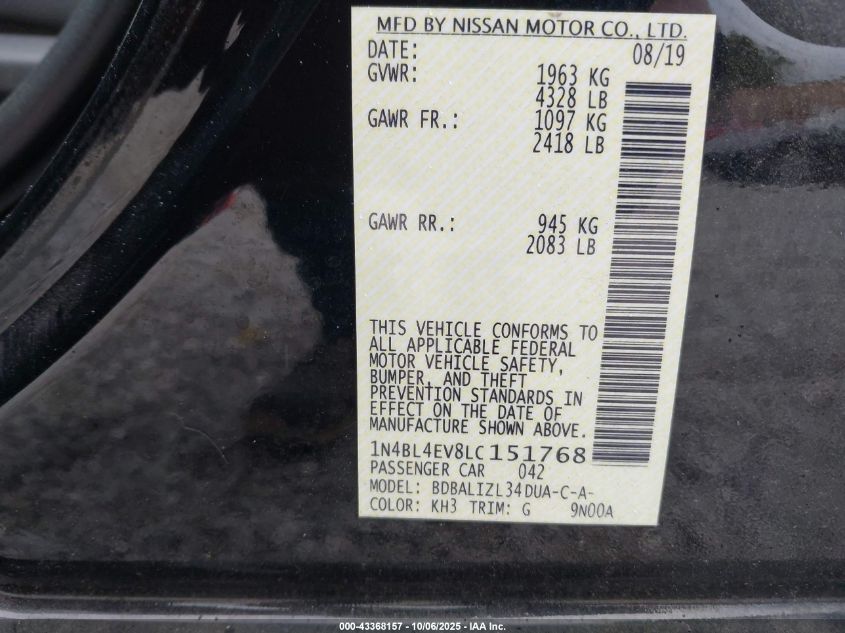 MFD BY NISSAN MOTOR CO., LTD.
DATE: 08/19
GVWR: 1963 KG
4328 LB
GAWR FR.: 1097 KG
2418 LB
GAWR RR.: 945 KG
2083 LB
THIS VEHICLE CONFORMS TO
ALL APPLICABLE FEDERAL
MOTOR VEHICLE SAFETY,
BUMPER, AND THEFT
PREVENTION STANDARDS IN
EFFECT ON THE DATE OF
MANUFACTURE SHOWN ABOVE.
1N4BL4EV8LC151768
PASSENGER CAR 042
MODEL: BDBALIZL34DUA-C-A-
COLOR: KH3 TRIM: G 9N00A
000-43368157 - 10/06/2025 - IAA Inc.